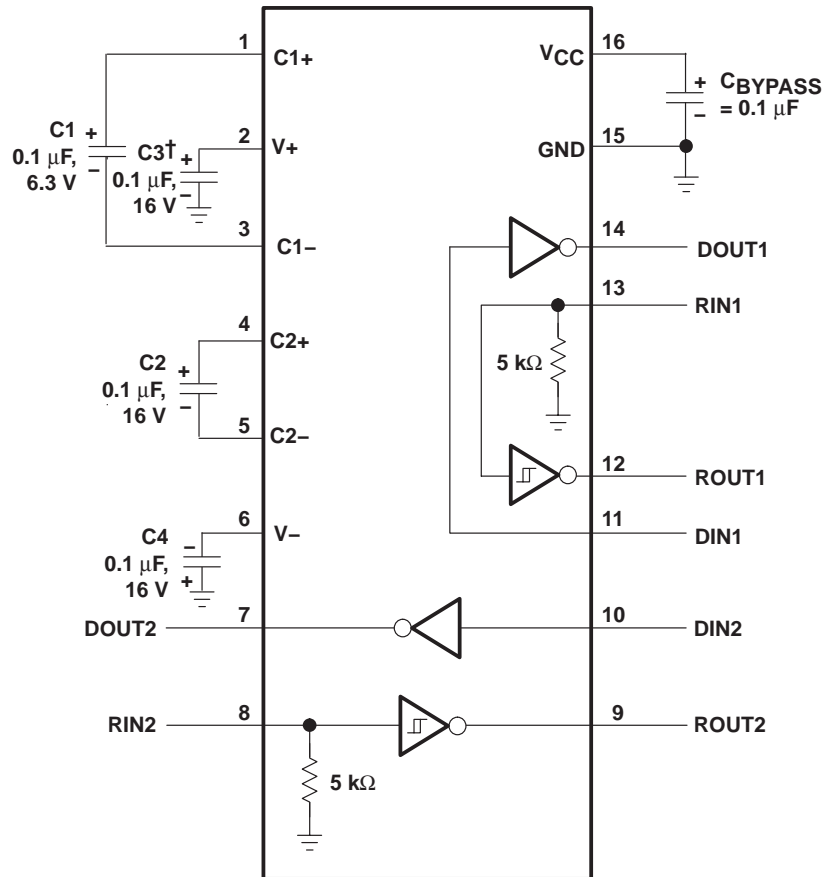 1
C1+
VCC
16
+
CBYPASS
= 0.1 μF
−
C1
0.1 μF,
6.3 V
+
−
2
V+
C3†
0.1 μF,
16 V
+
−
GND
15
3
C1−
14
DOUT1
13
RIN1
4
C2+
C2
0.1 μF,
16 V
+
−
5 kΩ
5
C2−
12
ROUT1
6
V−
11
DIN1
C4
0.1 μF,
16 V
−
+
DOUT2
7
10
DIN2
RIN2
8
9
ROUT2
5 kΩ